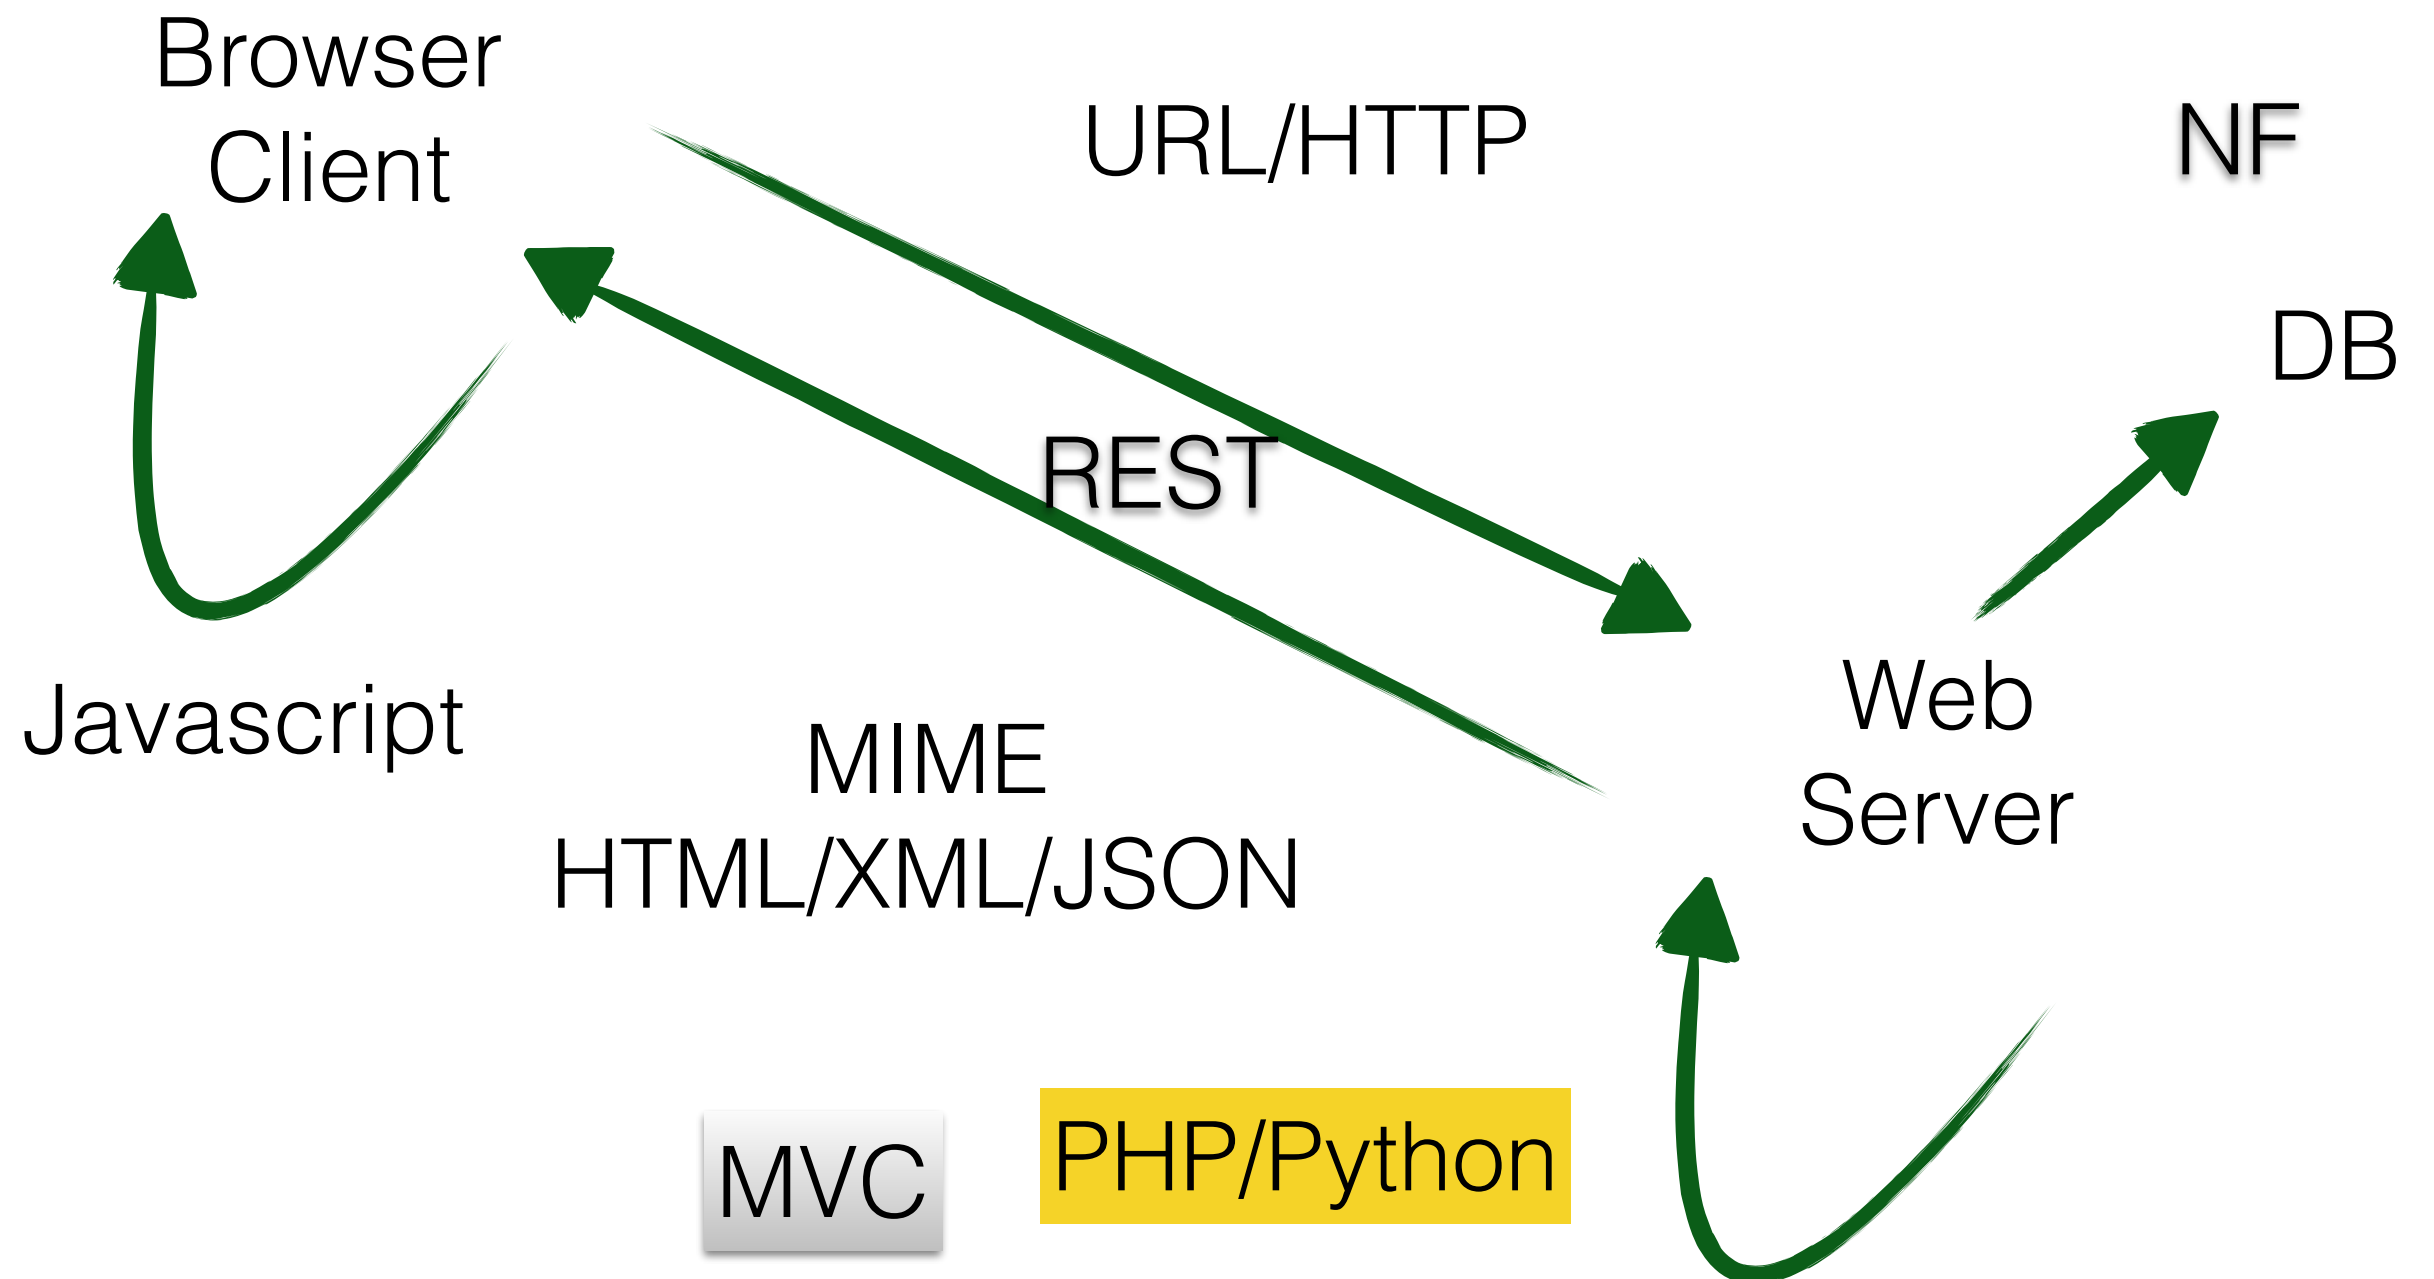 Browser
Client
URL/HTTP
NF
DB
REST
Javascript
Web
Server
MIME
HTML/XML/JSON
MVC
PHP/Python